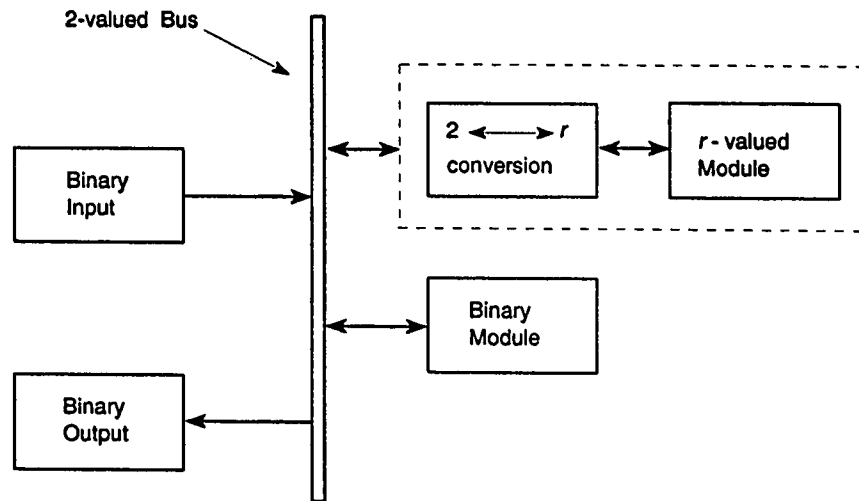 2-valued Bus
Binary
Input
2 ⟷ r
conversion
r - valued
Module
Binary
Module
Binary
Output